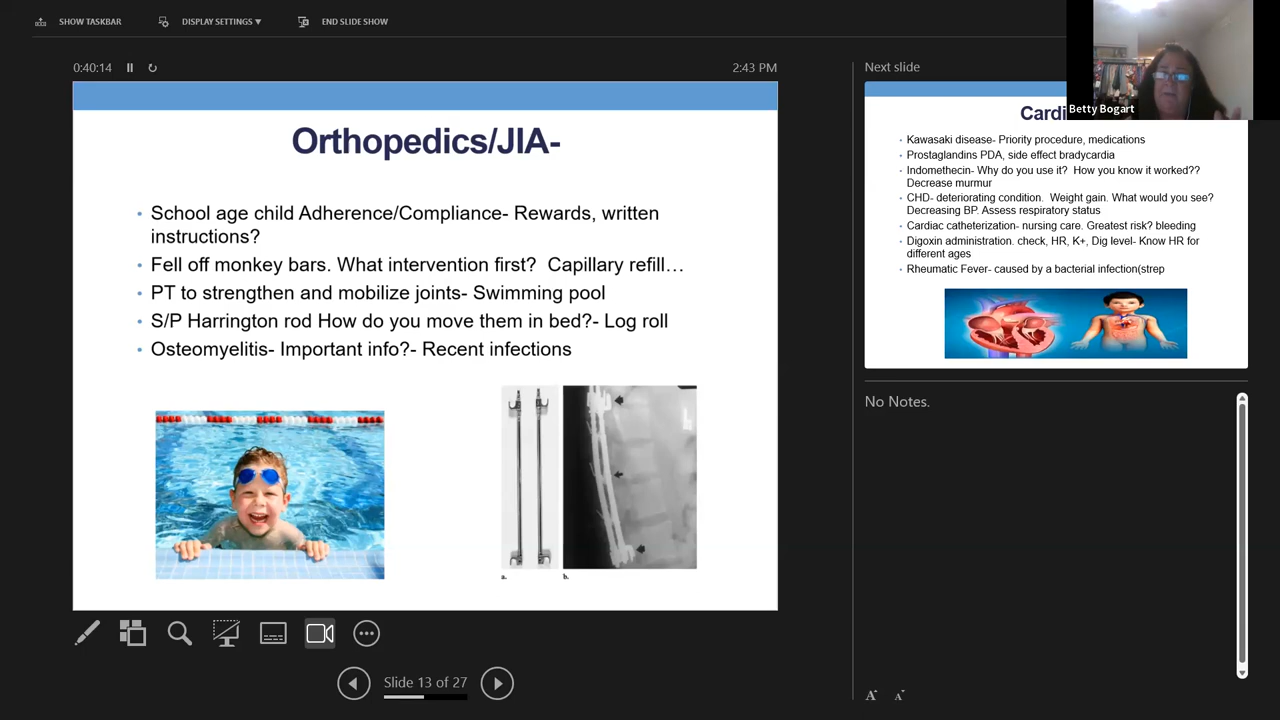 SHOW TASKBAR
DISPLAY SETTINGS ▼
END SLIDE SHOW
0:40:14
2:43 PM
Orthopedics/JIA-
• School age child Adherence/Compliance- Rewards, written
instructions?
• Fell off monkey bars. What intervention first? Capillary refill…
• PT to strengthen and mobilize joints- Swimming pool
• S/P Harrington rod How do you move them in bed?- Log roll
• Osteomyelitis- Important info?- Recent infections
a.
b.
Slide 13 of 27
Next slide
Betty Bogart
Cardi
• Kawasaki disease- Priority procedure, medications
• Prostaglandins PDA, side effect bradycardia
• Indomethecin- Why do you use it? How you know it worked??
Decrease murmur
• CHD- deteriorating condition. Weight gain. What would you see?
Decreasing BP. Assess respiratory status
• Cardiac catheterization- nursing care. Greatest risk? bleeding
• Digoxin administration. check, HR, K+, Dig level- Know HR for
different ages
• Rheumatic Fever- caused by a bacterial infection(strep
No Notes.
A
A